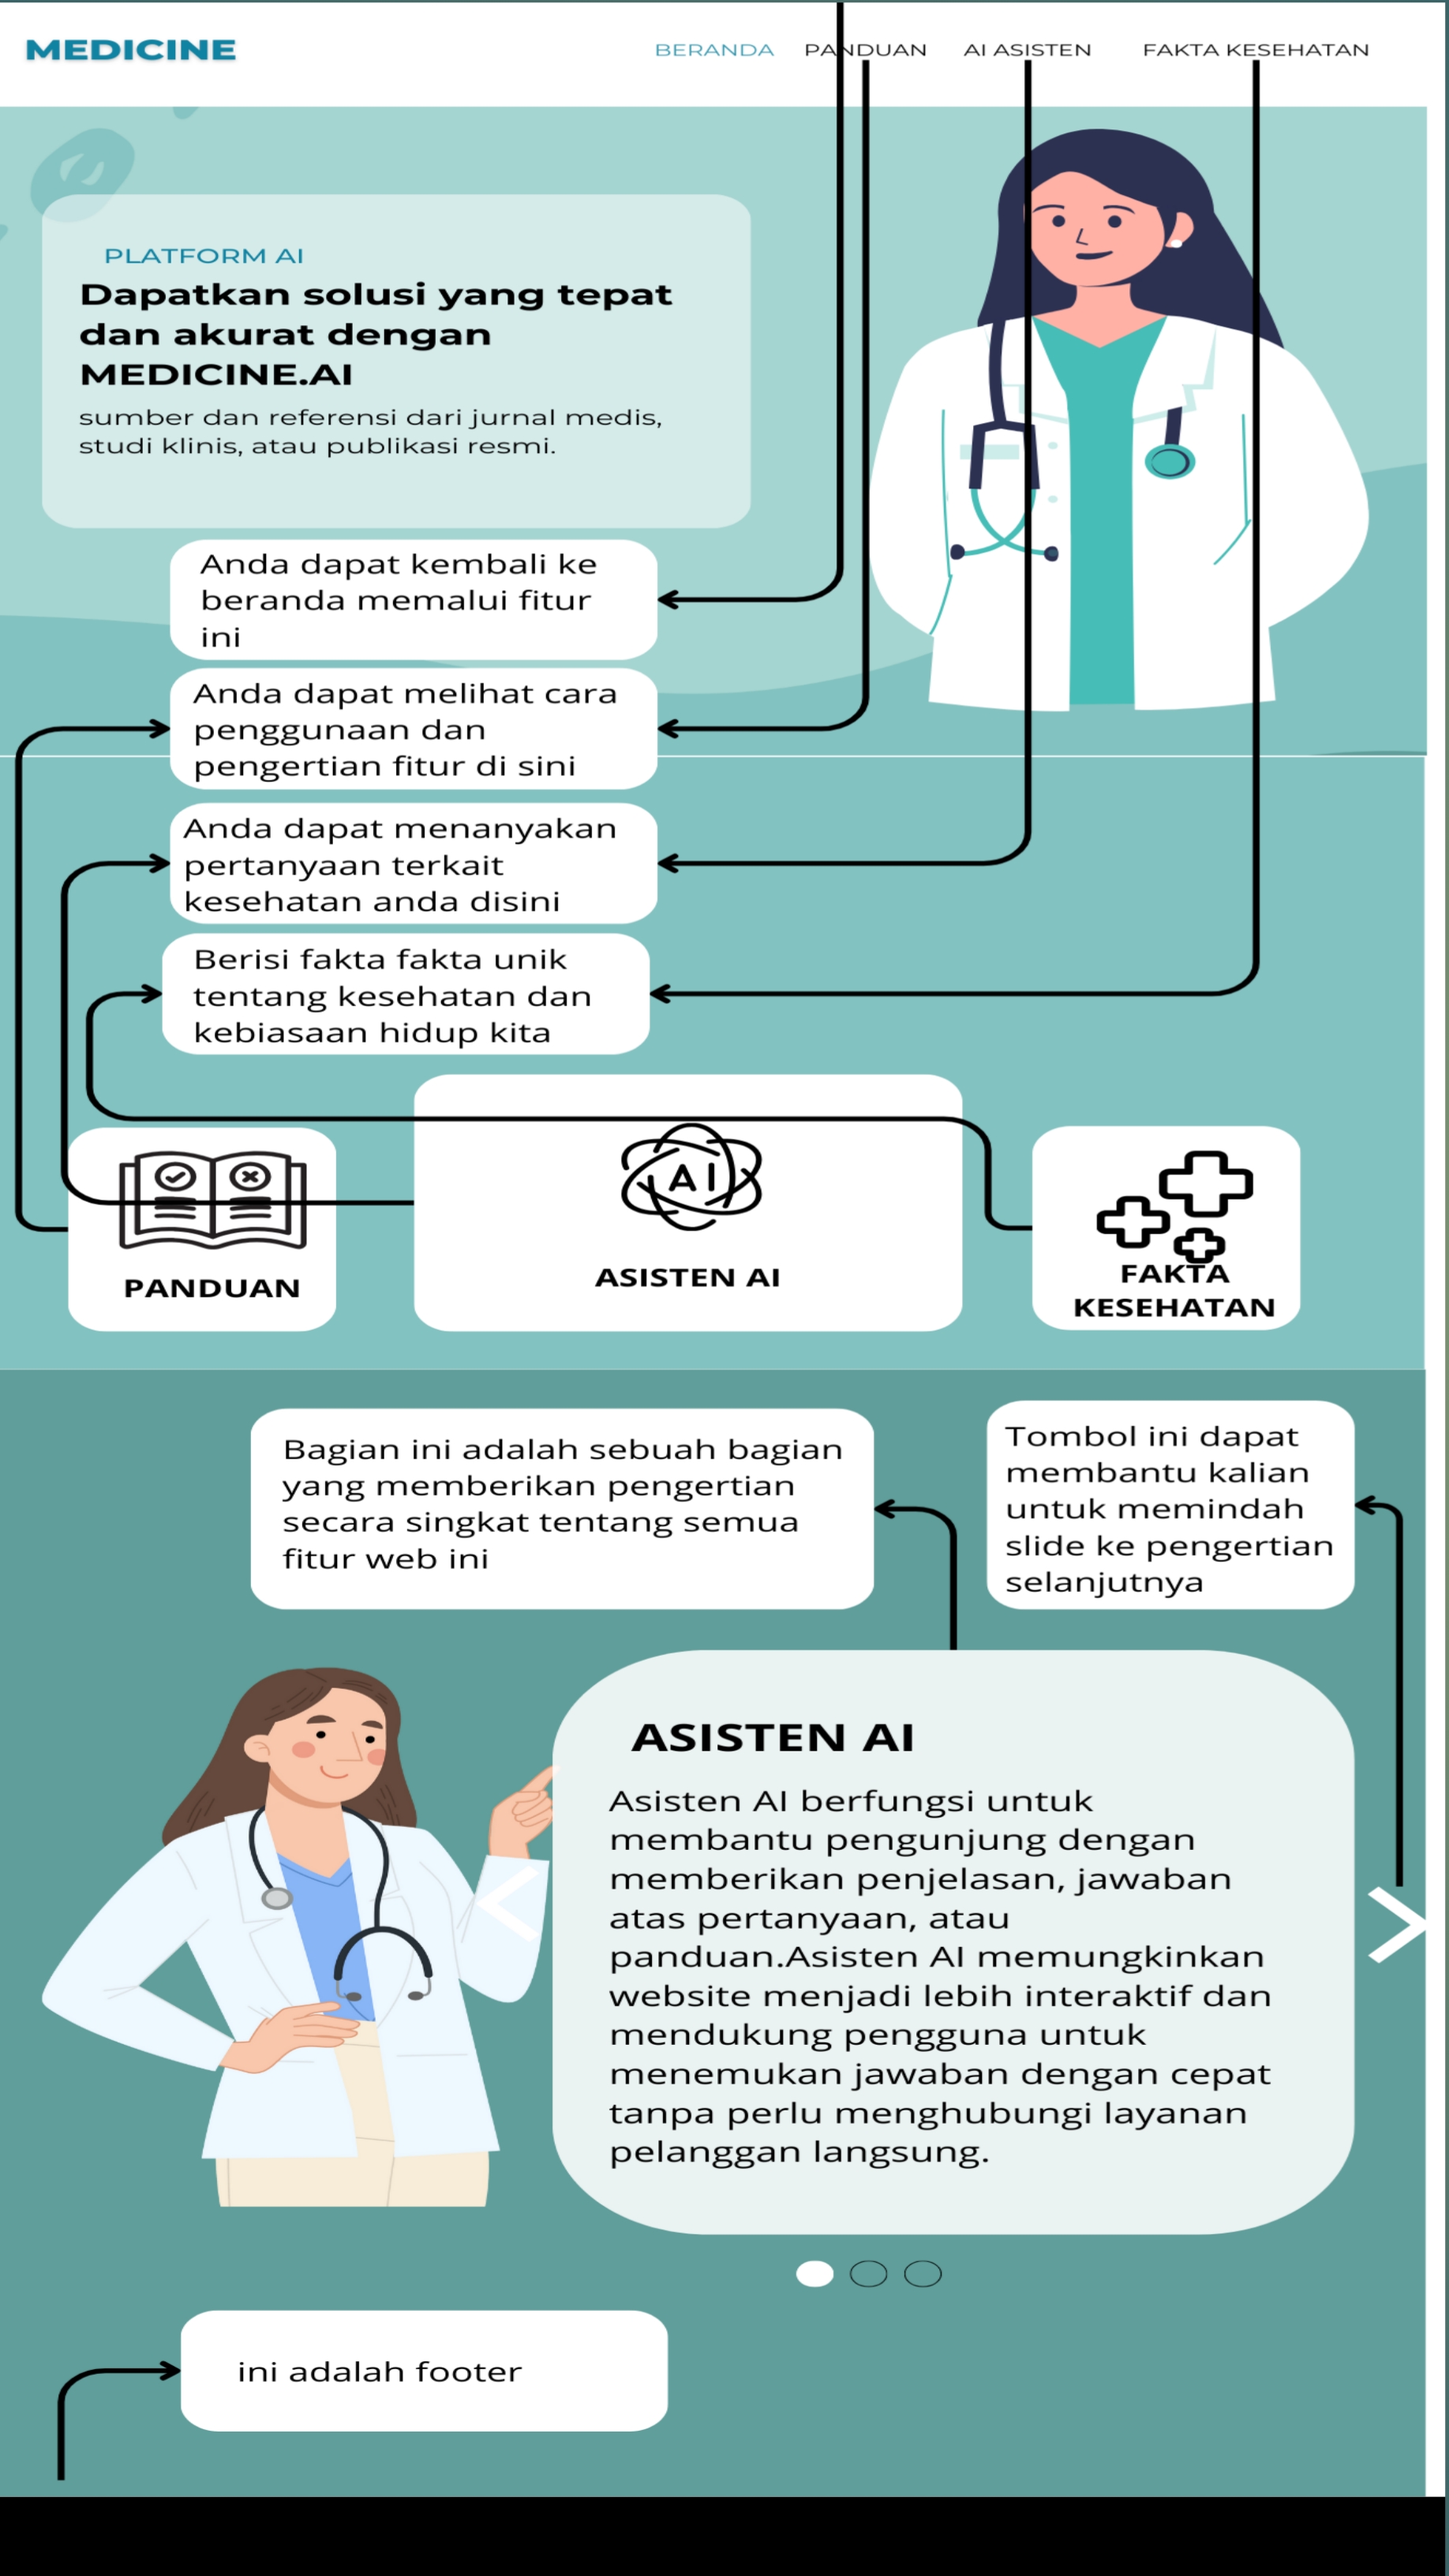 MEDICINE
BERANDA
PANDUAN
AI ASISTEN
FAKTA KESEHATAN
PLATFORM AI
Dapatkan solusi yang tepat
dan akurat dengan
MEDICINE.AI
sumber dan referensi dari jurnal medis,
studi klinis, atau publikasi resmi.
Anda dapat kembali ke
beranda memalui fitur
ini
Anda dapat melihat cara
penggunaan dan
pengertian fitur di sini
Anda dapat menanyakan
pertanyaan terkait
kesehatan anda disini
Berisi fakta fakta unik
tentang kesehatan dan
kebiasaan hidup kita
PANDUAN
AI
ASISTEN AI
FAKTA
KESEHATAN
Bagian ini adalah sebuah bagian
yang memberikan pengertian
secara singkat tentang semua
fitur web ini
Tombol ini dapat
membantu kalian
untuk memindah
slide ke pengertian
selanjutnya
ASISTEN AI
Asisten AI berfungsi untuk
membantu pengunjung dengan
memberikan penjelasan, jawaban
atas pertanyaan, atau
panduan.Asisten AI memungkinkan
website menjadi lebih interaktif dan
mendukung pengguna untuk
menemukan jawaban dengan cepat
tanpa perlu menghubungi layanan
pelanggan langsung.
ini adalah footer